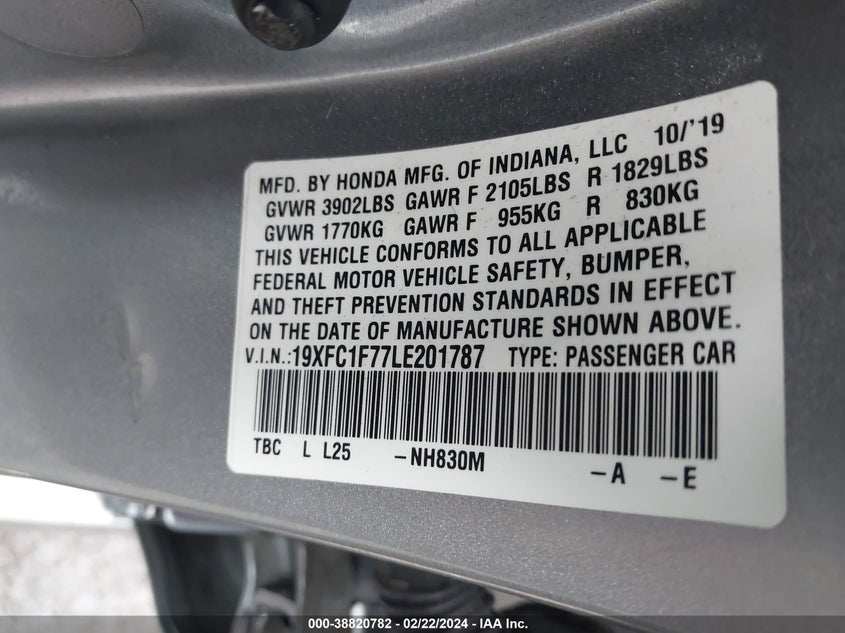 MFD. BY HONDA MFG. OF INDIANA, LLC 10/'19
GVWR 3902LBS GAWR F 2105LBS R 1829LBS
GVWR 1770KG GAWR F 955KG R 830KG
THIS VEHICLE CONFORMS TO ALL APPLICABLE
FEDERAL MOTOR VEHICLE SAFETY, BUMPER,
AND THEFT PREVENTION STANDARDS IN EFFECT
ON THE DATE OF MANUFACTURE SHOWN ABOVE.
V.I.N.:19XFC1F77LE201787 TYPE: PASSENGER CAR
TBC L L25 -NH830M -A -E
000-38820782 - 02/22/2024 - IAA Inc.